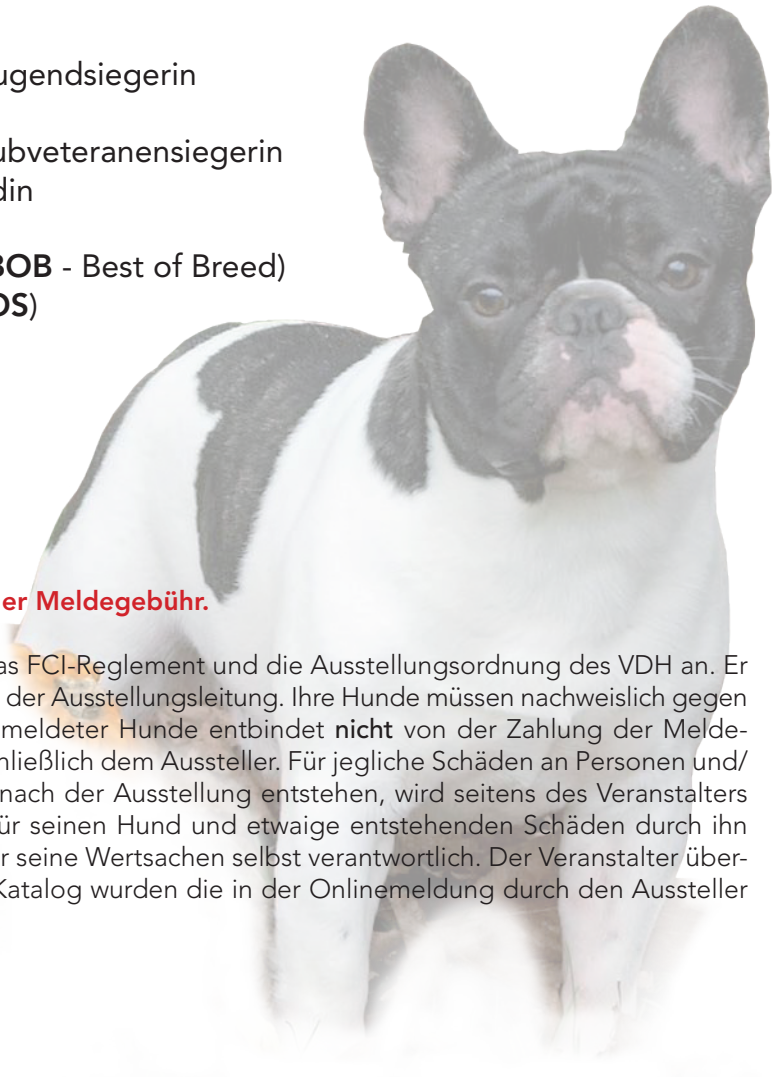 ugendsiegerin
ubveteranensiegerin
din
BOB - Best of Breed)
OS)
er Meldegebühr.
as FCI-Reglement und die Ausstellungsordnung des VDH an. Er
der Ausstellungsleitung. Ihre Hunde müssen nachweislich gegen
meldeter Hunde entbindet nicht von der Zahlung der Melde-
hließlich dem Aussteller. Für jegliche Schäden an Personen und/
nach der Ausstellung entstehen, wird seitens des Veranstalters
ür seinen Hund und etwaige entstehenden Schäden durch ihn
r seine Wertsachen selbst verantwortlich. Der Veranstalter über-
Katalog wurden die in der Onlinemeldung durch den Aussteller